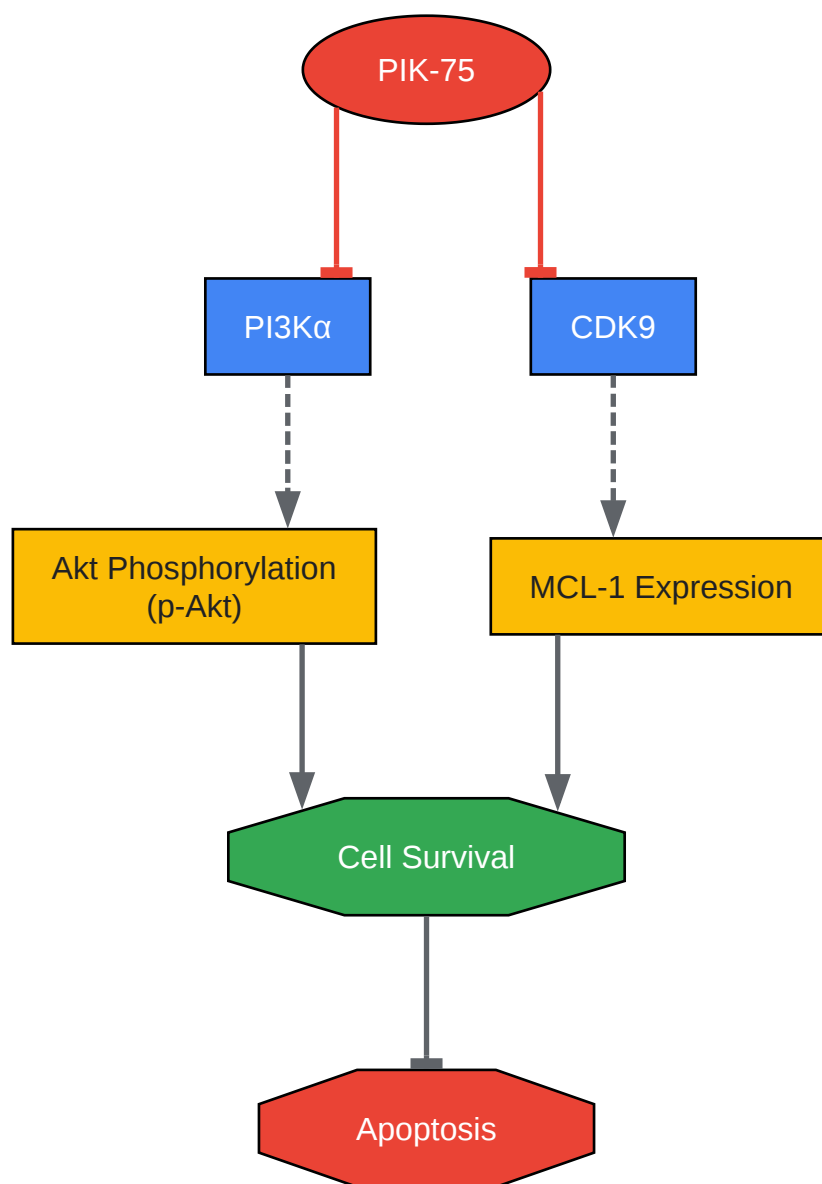 PIK-75
PI3Kα
CDK9
Akt Phosphorylation
(p-Akt)
MCL-1 Expression
Cell Survival
Apoptosis